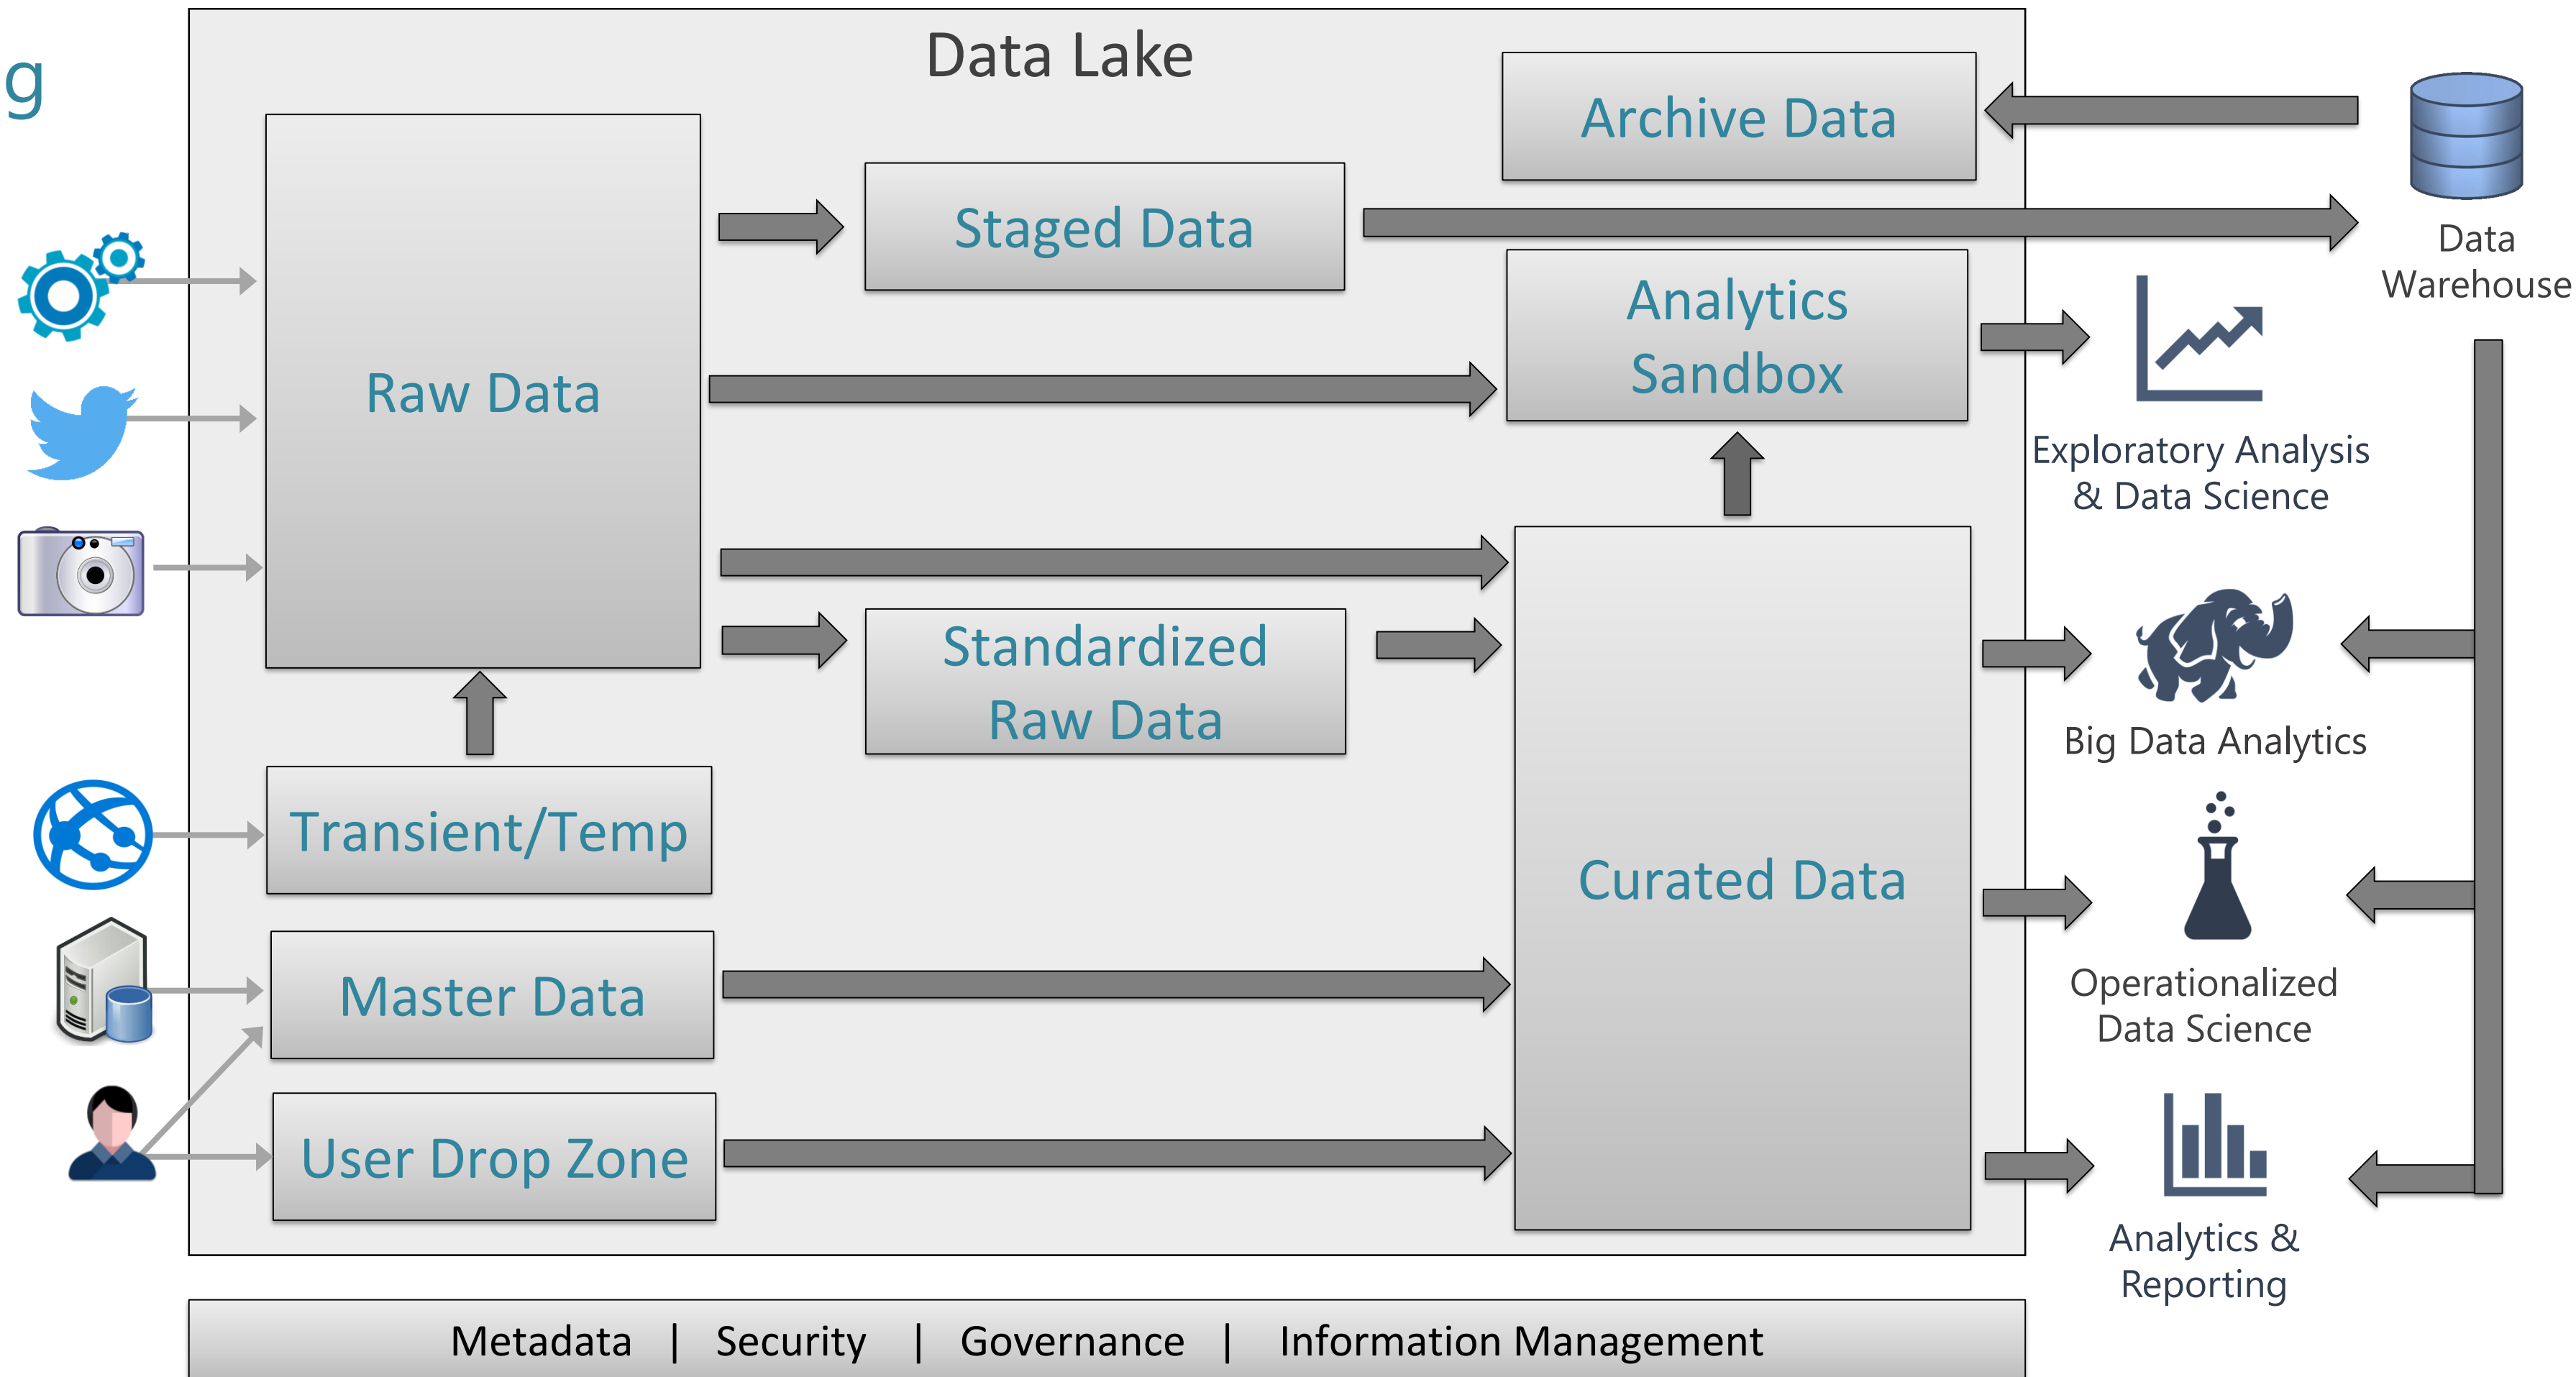 g
Data Lake
Archive Data
Raw Data
Staged Data
Data
Warehouse
Analytics
Sandbox
Exploratory Analysis
& Data Science
Standardized
Raw Data
Big Data Analytics
Transient/Temp
Curated Data
Master Data
Operationalized
Data Science
User Drop Zone
Analytics &
Reporting
Metadata | Security | Governance | Information Management